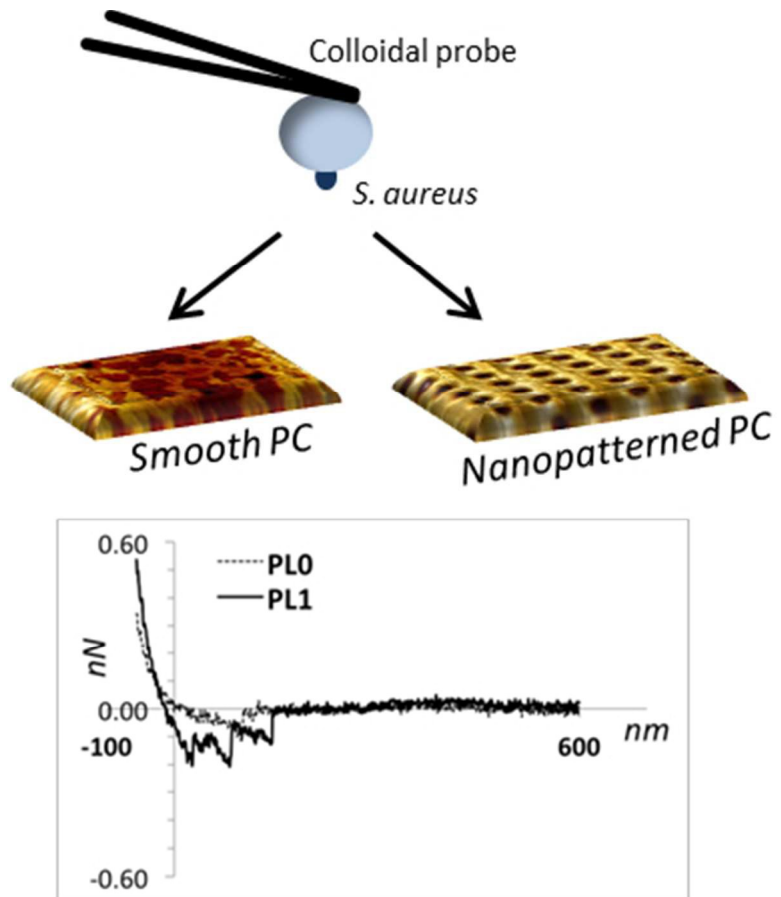 Colloidal probe
S. aureus
Smooth PC
Nanopatterned PC
0.60
PL0
PL1
nN
0.00
-100
600
nm
-0.60